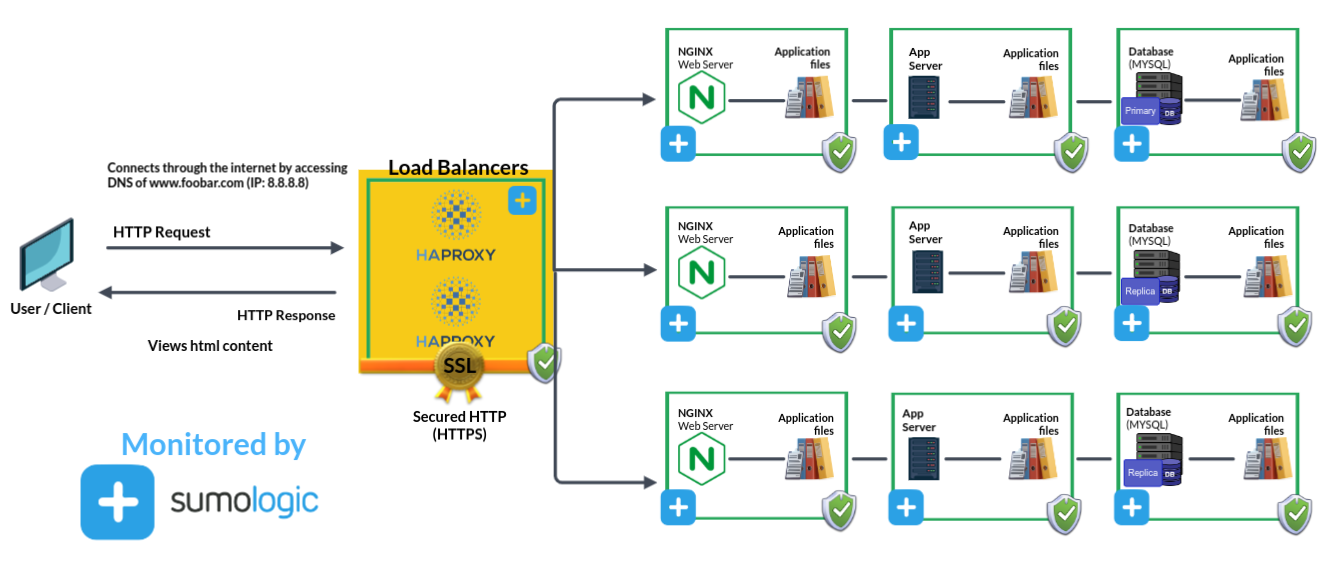 Connects through the internet by accessing
DNS of www.foobar.com (IP: 8.8.8.8)
HTTP Request
User / Client
HTTP Response
Views html content
Load Balancers
HAPROXY
HAPROXY
SSL
Secured HTTP
(HTTPS)
Monitored by
sumologic
NGINX
Web Server
Application
files
App
Server
Application
files
Database
(MYSQL)
Primary
DB
Application
files
NGINX
Web Server
Application
files
App
Server
Application
files
Database
(MYSQL)
Replica
DB
Application
files
NGINX
Web Server
Application
files
App
Server
Application
files
Database
(MYSQL)
Replica
DB
Application
files